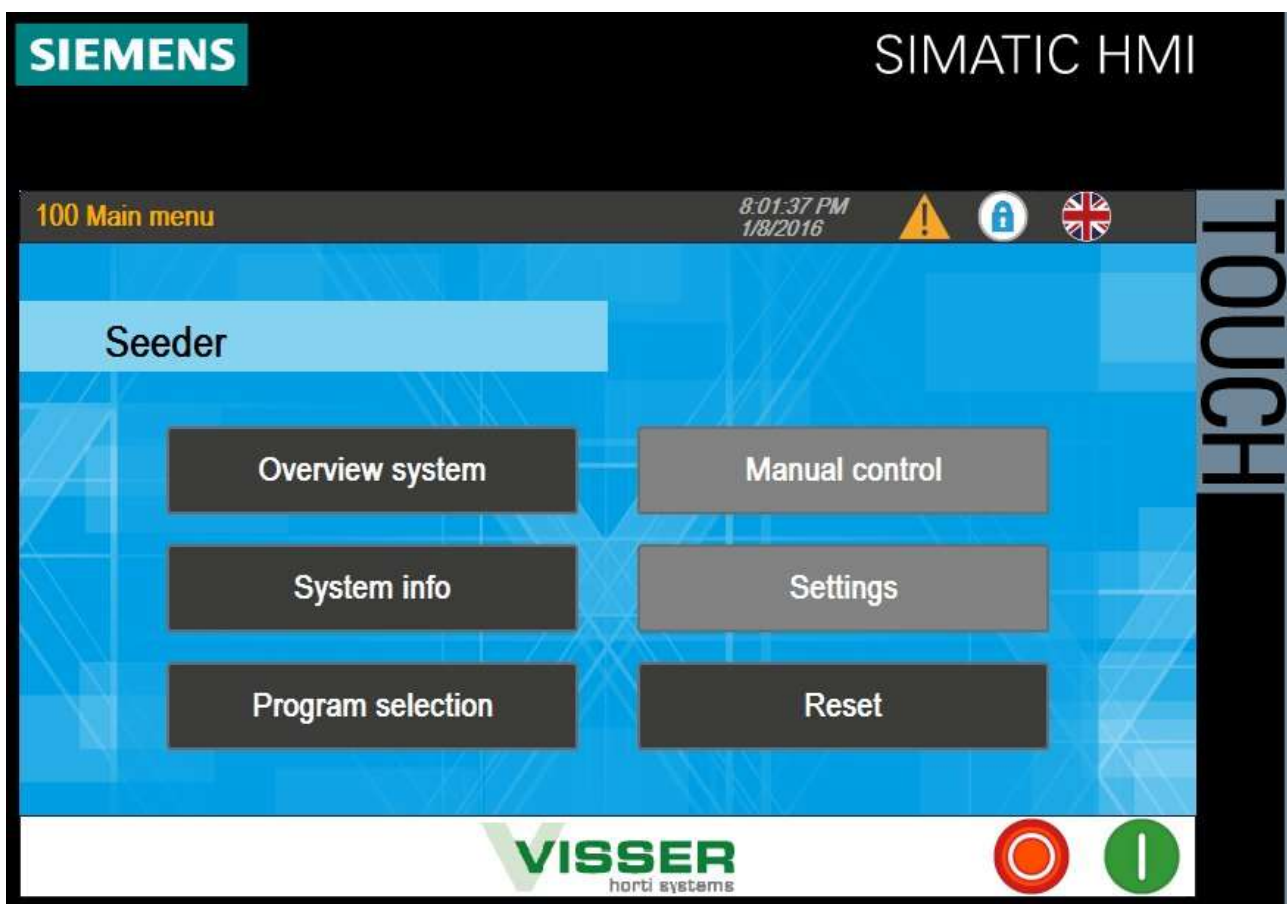 SIEMENS
SIMATIC HMI
TOUCH
100 Main menu
8:01:37 PM
1/8/2016
Seeder
Overview system
Manual control
System info
Settings
Program selection
Reset
VISSER
horti systems